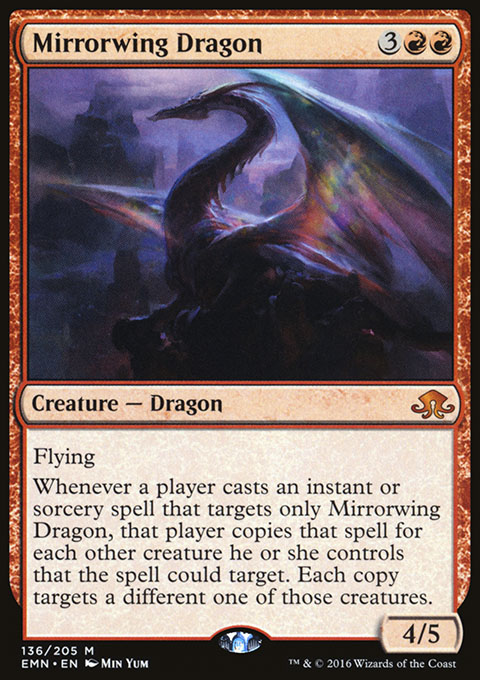 Mirrorwing Dragon 3
Creature — Dragon
Flying
Whenever a player casts an instant or
sorcery spell that targets only Mirrorwing
Dragon, that player copies that spell for
each other creature he or she controls
that the spell could target. Each copy
targets a different one of those creatures.
4/5
136/205 M
EMN • EN Min Yum
™ & © 2016 Wizards of the Coast